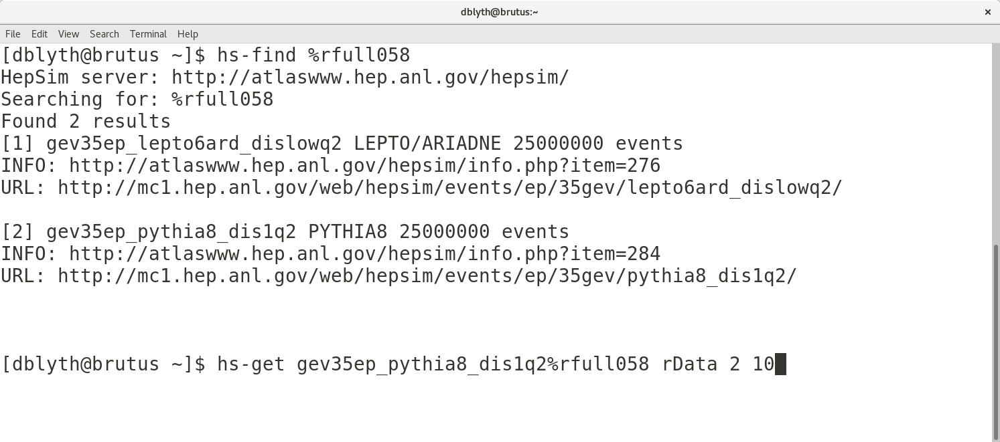 dblyth@brutus:~
File Edit View Search Terminal Help
[dblyth@brutus ~]$ hs-find %rfull058
HepSim server: http://atlaswww.hep.anl.gov/hepsim/
Searching for: %rfull058
Found 2 results
[1] gev35ep_lepto6ard_dislowq2 LEPTO/ARIADNE 25000000 events
INFO: http://atlaswww.hep.anl.gov/hepsim/info.php?item=276
URL: http://mc1.hep.anl.gov/web/hepsim/events/ep/35gev/lepto6ard_dislowq2/
[2] gev35ep_pythia8_dis1q2 PYTHIA8 25000000 events
INFO: http://atlaswww.hep.anl.gov/hepsim/info.php?item=284
URL: http://mc1.hep.anl.gov/web/hepsim/events/ep/35gev/pythia8_dis1q2/
[dblyth@brutus ~]$ hs-get gev35ep_pythia8_dis1q2%rfull058 rData 2 10